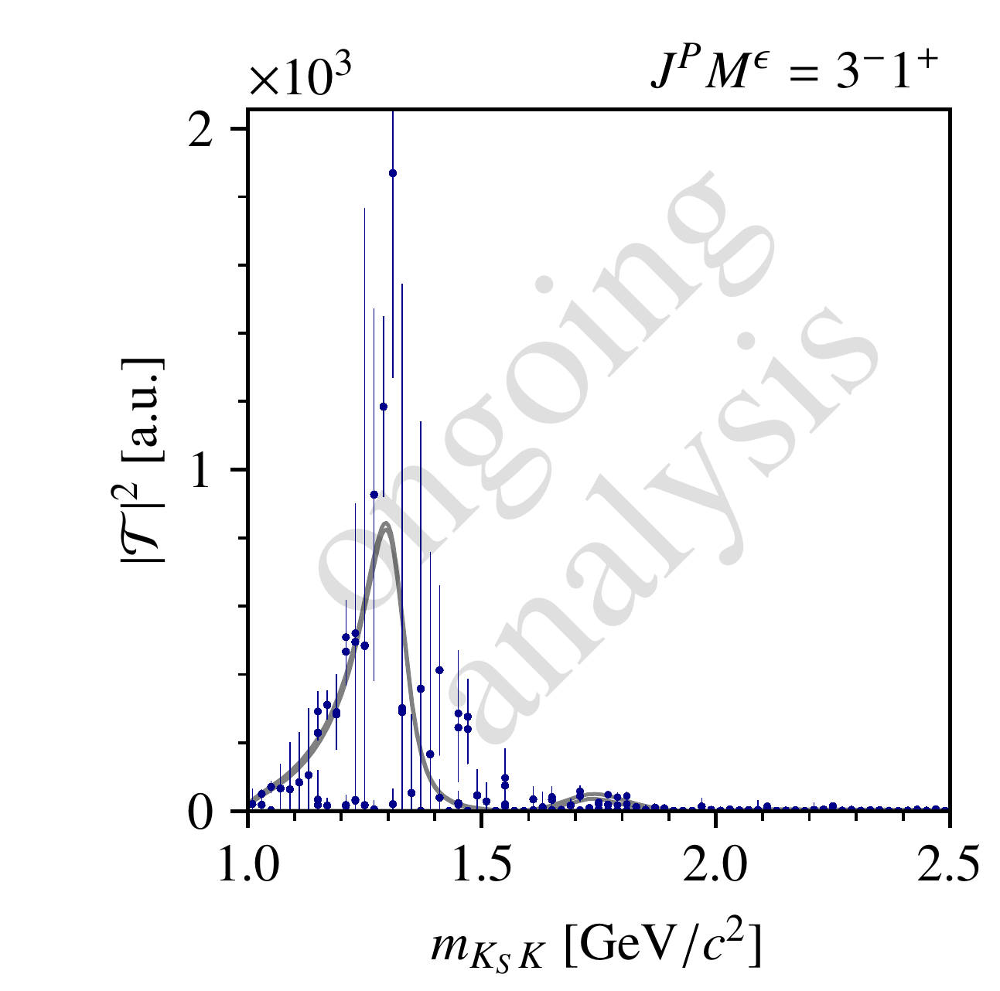 ×10³
J^P M^ϵ = 3⁻1⁺
2
1
0
|𝒯|² [a.u.]
ongoing
analysis
1.0 1.5 2.0 2.5
m_{K_S K} [GeV/c²]